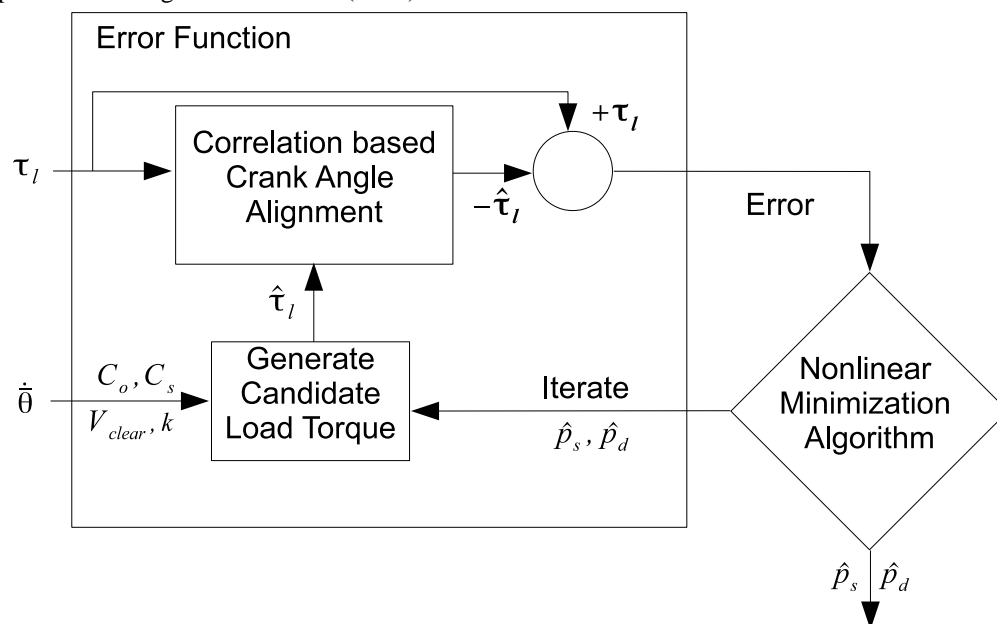 Error Function
+τ_l
Correlation based
Crank Angle
Alignment
τ_l
−τ̂_l
Error
τ̂_l
Generate
Candidate
Load Torque
C_o, C_s
V_clear, k
θ̄̇
Iterate
p̂_s, p̂_d
Nonlinear
Minimization
Algorithm
p̂_s p̂_d